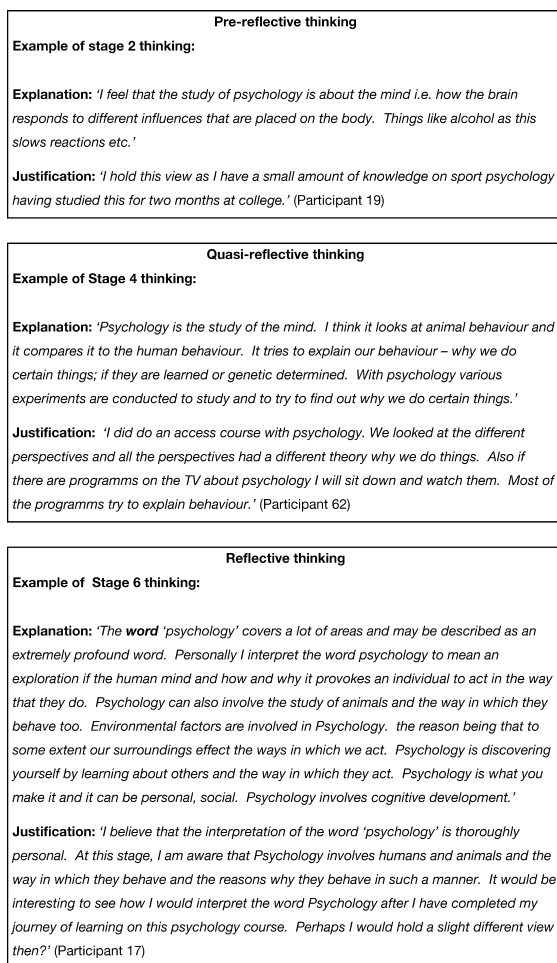 Pre-reflective thinking
Example of stage 2 thinking:
Explanation: ‘I feel that the study of psychology is about the mind i.e. how the brain
responds to different influences that are placed on the body.  Things like alcohol as this
slows reactions etc.’
Justification: ‘I hold this view as I have a small amount of knowledge on sport psychology
having studied this for two months at college.’ (Participant 19)
Quasi-reflective thinking
Example of Stage 4 thinking:
Explanation: ‘Psychology is the study of the mind.  I think it looks at animal behaviour and
it compares it to the human behaviour.  It tries to explain our behaviour – why we do
certain things; if they are learned or genetic determined.  With psychology various
experiments are conducted to study and to try to find out why we do certain things.’
Justification:  ‘I did do an access course with psychology. We looked at the different
perspectives and all the perspectives had a different theory why we do things.  Also if
there are programms on the TV about psychology I will sit down and watch them.  Most of
the programms try to explain behaviour.’ (Participant 62)
Reflective thinking
Example of  Stage 6 thinking:
Explanation: ‘The word ‘psychology’ covers a lot of areas and may be described as an
extremely profound word.  Personally I interpret the word psychology to mean an
exploration if the human mind and how and why it provokes an individual to act in the way
that they do.  Psychology can also involve the study of animals and the way in which they
behave too.  Environmental factors are involved in Psychology.  the reason being that to
some extent our surroundings effect the ways in which we act.  Psychology is discovering
yourself by learning about others and the way in which they act.  Psychology is what you
make it and it can be personal, social.  Psychology involves cognitive development.’
Justification: ‘I believe that the interpretation of the word ‘psychology’ is thoroughly
personal.  At this stage, I am aware that Psychology involves humans and animals and the
way in which they behave and the reasons why they behave in such a manner.  It would be
interesting to see how I would interpret the word Psychology after I have completed my
journey of learning on this psychology course.  Perhaps I would hold a slight different view
then?’ (Participant 17)